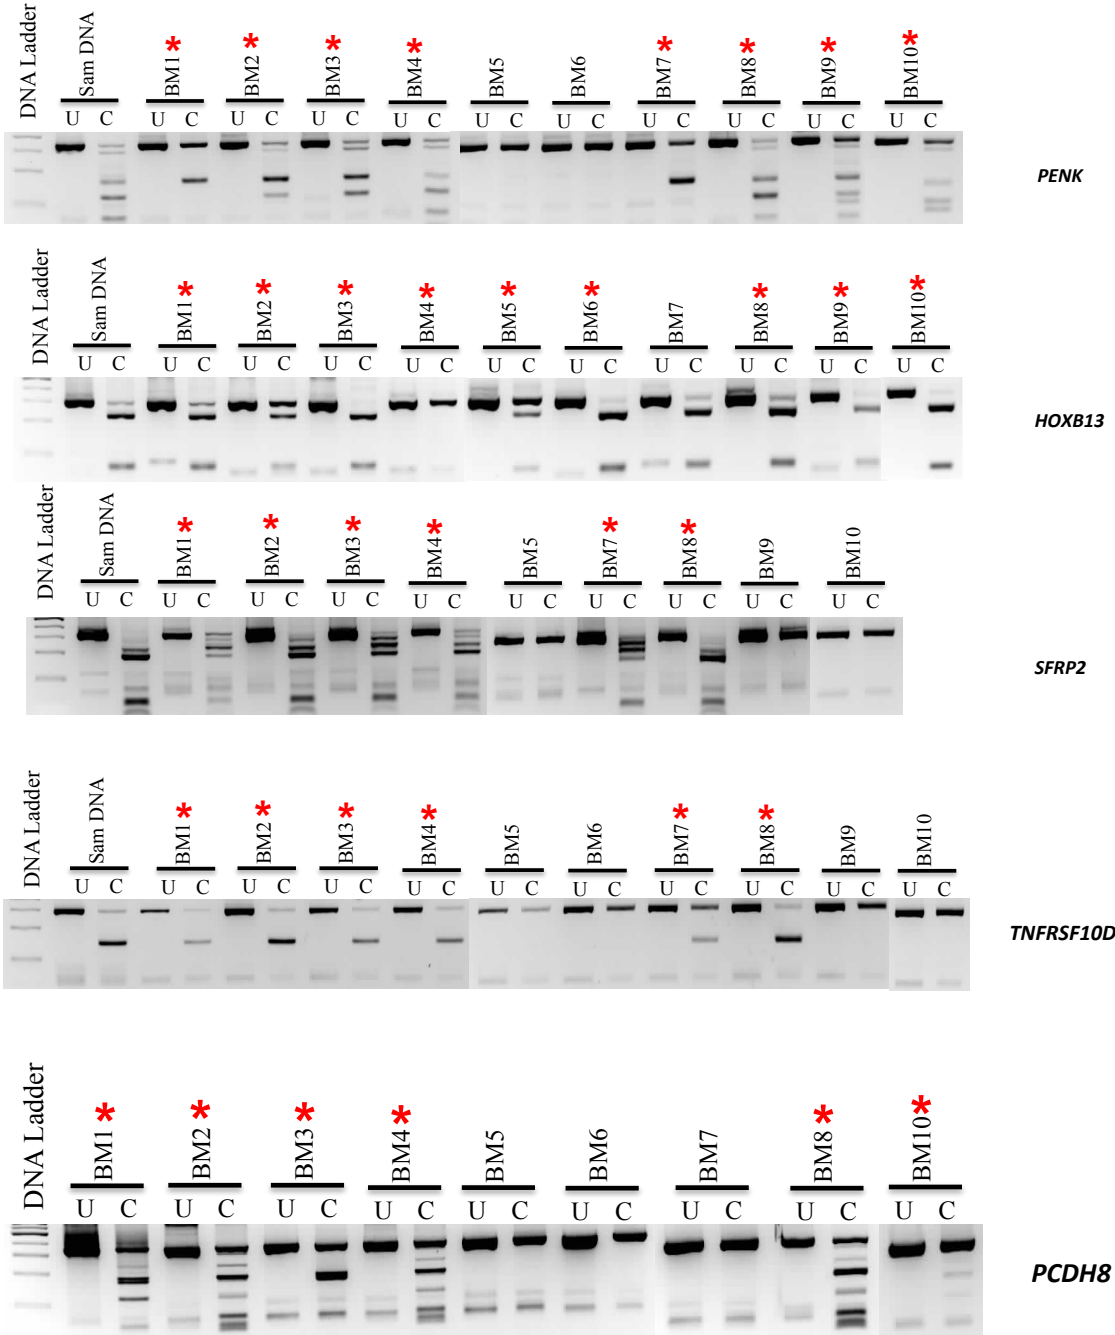 DNA Ladder Sam DNA BM1* BM2* BM3* BM4* BM5 BM6 BM7* BM8* BM9* BM10*
U C U C U C U C U C U C U C U C U C U C U C
PENK
DNA Ladder Sam DNA BM1* BM2* BM3* BM4* BM5* BM6* BM7 BM8* BM9* BM10*
U C U C U C U C U C U C U C U C U C U C U C
HOXB13
DNA Ladder Sam DNA BM1* BM2* BM3* BM4* BM5 BM7* BM8* BM9 BM10
U C U C U C U C U C U C U C U C U C U C
SFRP2
DNA Ladder Sam DNA BM1* BM2* BM3* BM4* BM5 BM6 BM7* BM8* BM9 BM10
U C U C U C U C U C U C U C U C U C U C U C
TNFRSF10D
DNA Ladder BM1* BM2* BM3* BM4* BM5 BM6 BM7 BM8* BM10*
U C U C U C U C U C U C U C U C U C
PCDH8